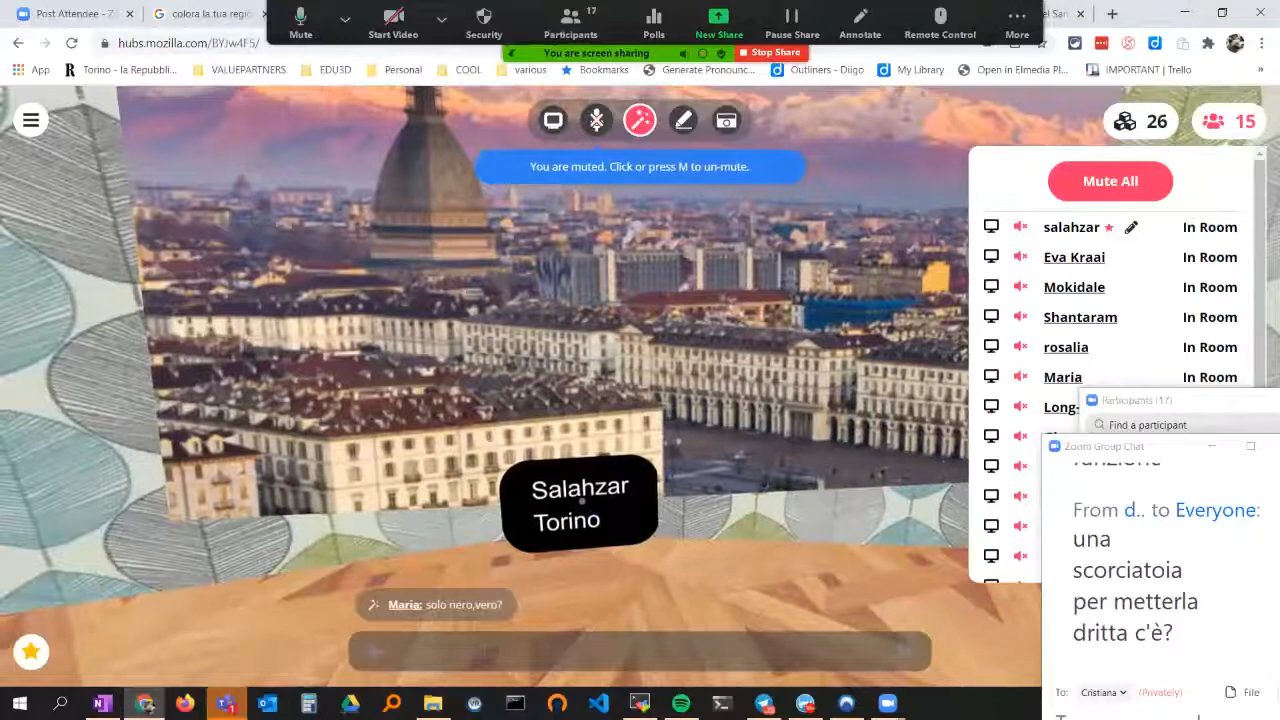 Post Attendee - Z
colora la tua regio
Mute
Start Video
Security
17
Participants
Polls
New Share
Pause Share
Annotate
Remote Control
More
You are screen sharing
Stop Share
hubs.mozilla.com/BYJw4F5/
App
Torino - la Repubbli...
VALUEPARTNERS
EDU3D
Personal
COOL
various
Bookmarks
Generate Pronounc...
Outliners - Diigo
My Library
Open in Elmedia Pl...
IMPORTANT | Trello
»
26
15
You are muted. Click or press M to un-mute.
Mute All
salahzar In Room
Eva Kraai In Room
Mokidale In Room
Shantaram In Room
rosalia In Room
Maria In Room
Long-
Participants (17)
Find a participant
Zoom Group Chat
From d.. to Everyone:
una
scorciatoia
per metterla
dritta c'è?
To: Cristiana (Privately) File
Salahzar
Torino
Maria: solo nero,vero?